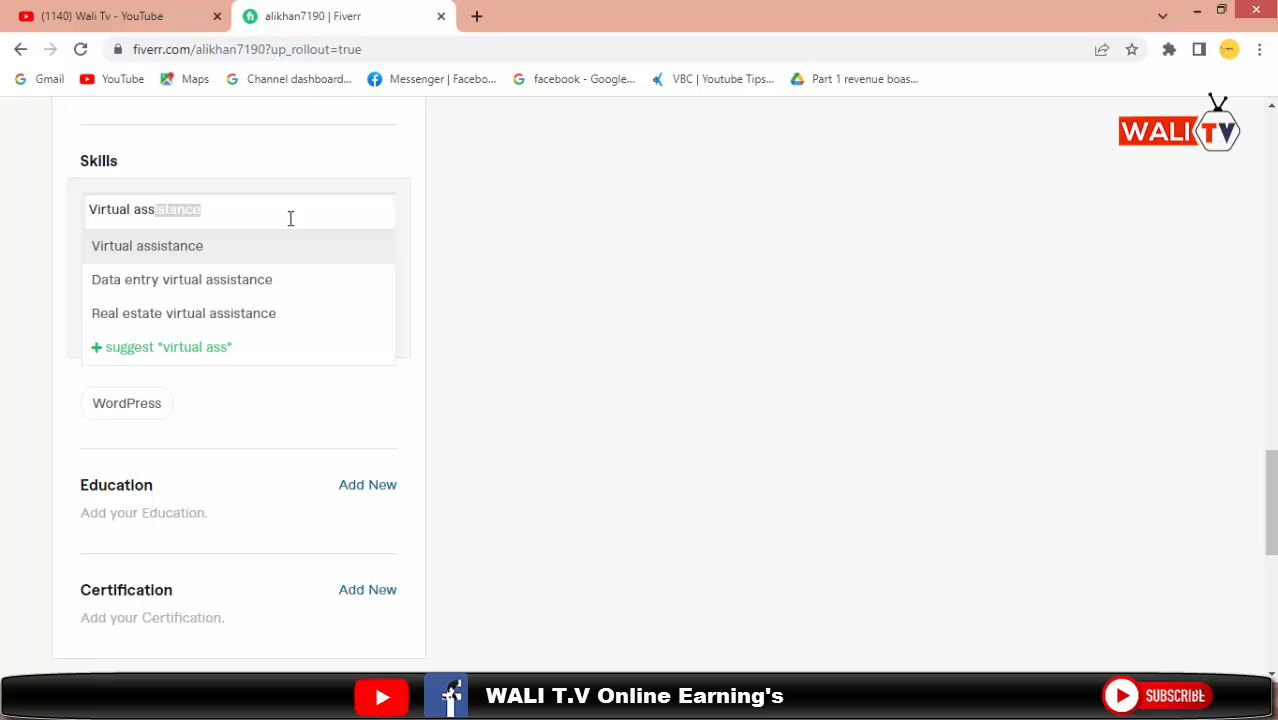 (1140) Wali Tv - YouTube
alikhan7190 | Fiverr
fiverr.com/alikhan7190?up_rollout=true
Gmail
YouTube
Maps
Channel dashboard...
Messenger | Facebo...
facebook - Google...
VBC | Youtube Tips...
Part 1 revenue boas...
WALI TV
Skills
Virtual assistance
Virtual assistance
Data entry virtual assistance
Real estate virtual assistance
+ suggest "virtual ass"
WordPress
Education
Add New
Add your Education.
Certification
Add New
Add your Certification.
WALI T.V Online Earning's
SUBSCRIBE